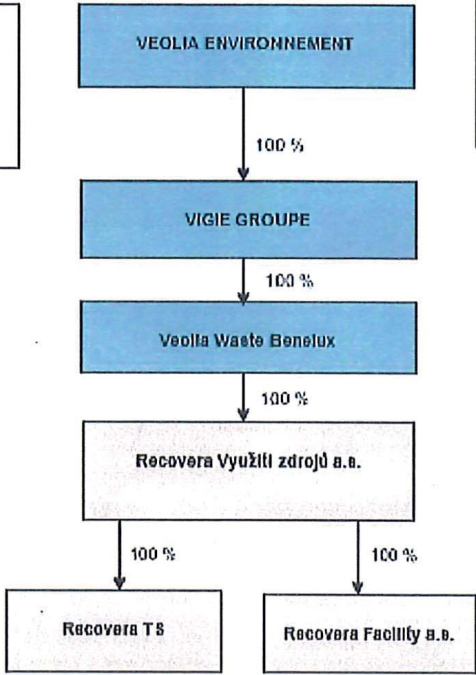 VEOLIA ENVIRONNEMENT
100 %
VIGIE GROUPE
100 %
Veolia Waste Benelux
100 %
Recovera Využití zdrojů a.s.
100 %
100 %
Recovera TS
Recovera Facility a.s.